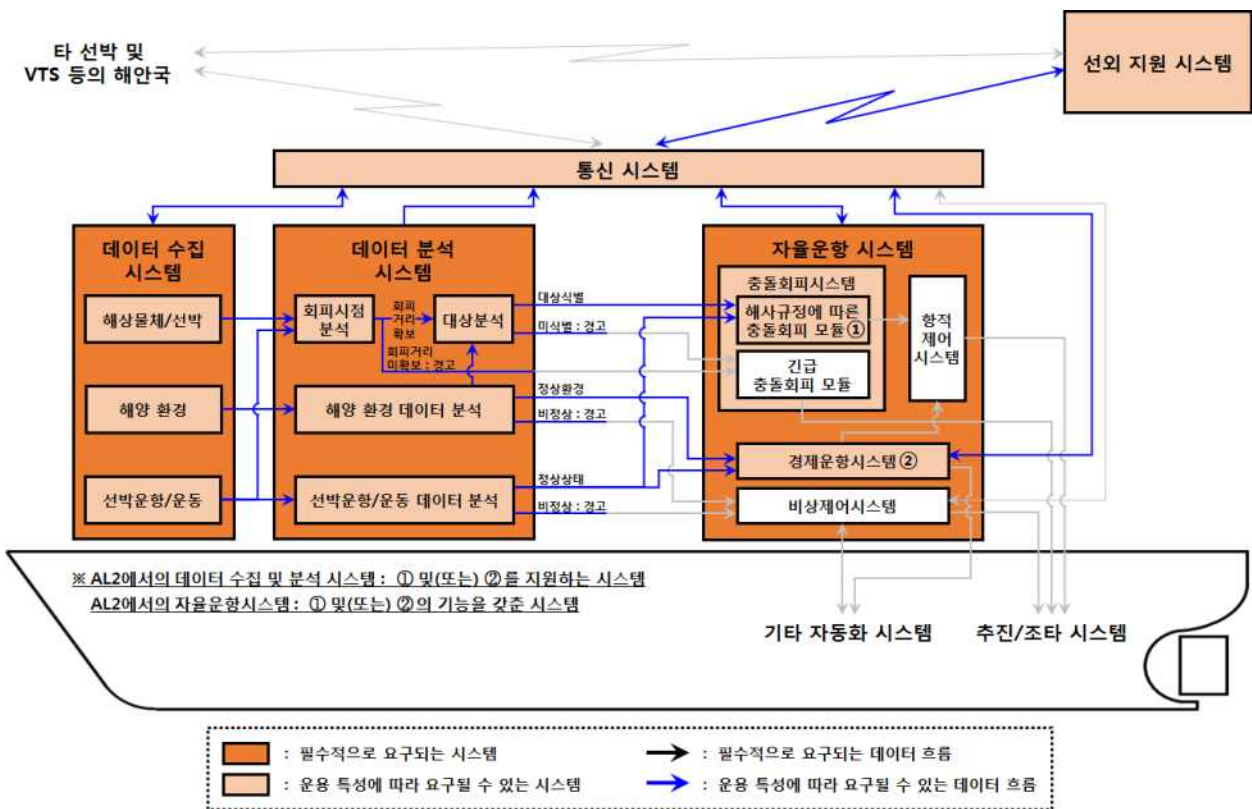 타 선박 및
VTS 등의 해안국
선외 지원 시스템
통신 시스템
데이터 수집
시스템
해상물체/선박
해양 환경
선박운항/운동
데이터 분석
시스템
회피시점
분석
회피
거리
확보
대상분석
회피거리
미확보 : 경고
해양 환경 데이터 분석
선박운항/운동 데이터 분석
대상식별
미식별 : 경고
정상환경
비정상 : 경고
정상상태
비정상 : 경고
자율운항 시스템
충돌회피시스템
해사규정에 따른
충돌회피 모듈①
긴급
충돌회피 모듈
항적
제어
시스템
경제운항시스템②
비상제어시스템
※ AL2에서의 데이터 수집 및 분석 시스템 : ① 및(또는) ②를 지원하는 시스템
AL2에서의 자율운항시스템 : ① 및(또는) ②의 기능을 갖춘 시스템
기타 자동화 시스템
추진/조타 시스템
: 필수적으로 요구되는 시스템
: 필수적으로 요구되는 데이터 흐름
: 운용 특성에 따라 요구될 수 있는 시스템
: 운용 특성에 따라 요구될 수 있는 데이터 흐름